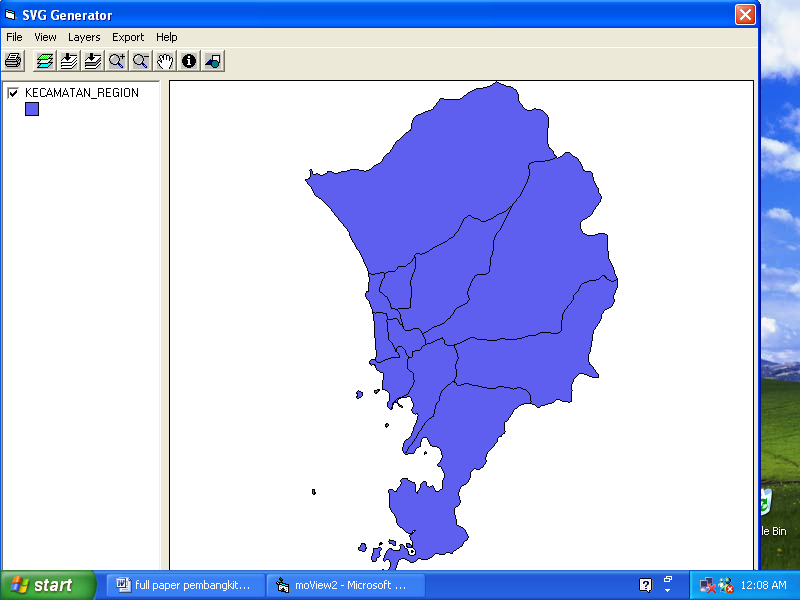 SVG Generator
File View Layers Export Help
KECAMATAN_REGION
le Bin
start full paper pembangkit... moView2 - Microsoft ... 12:08 AM